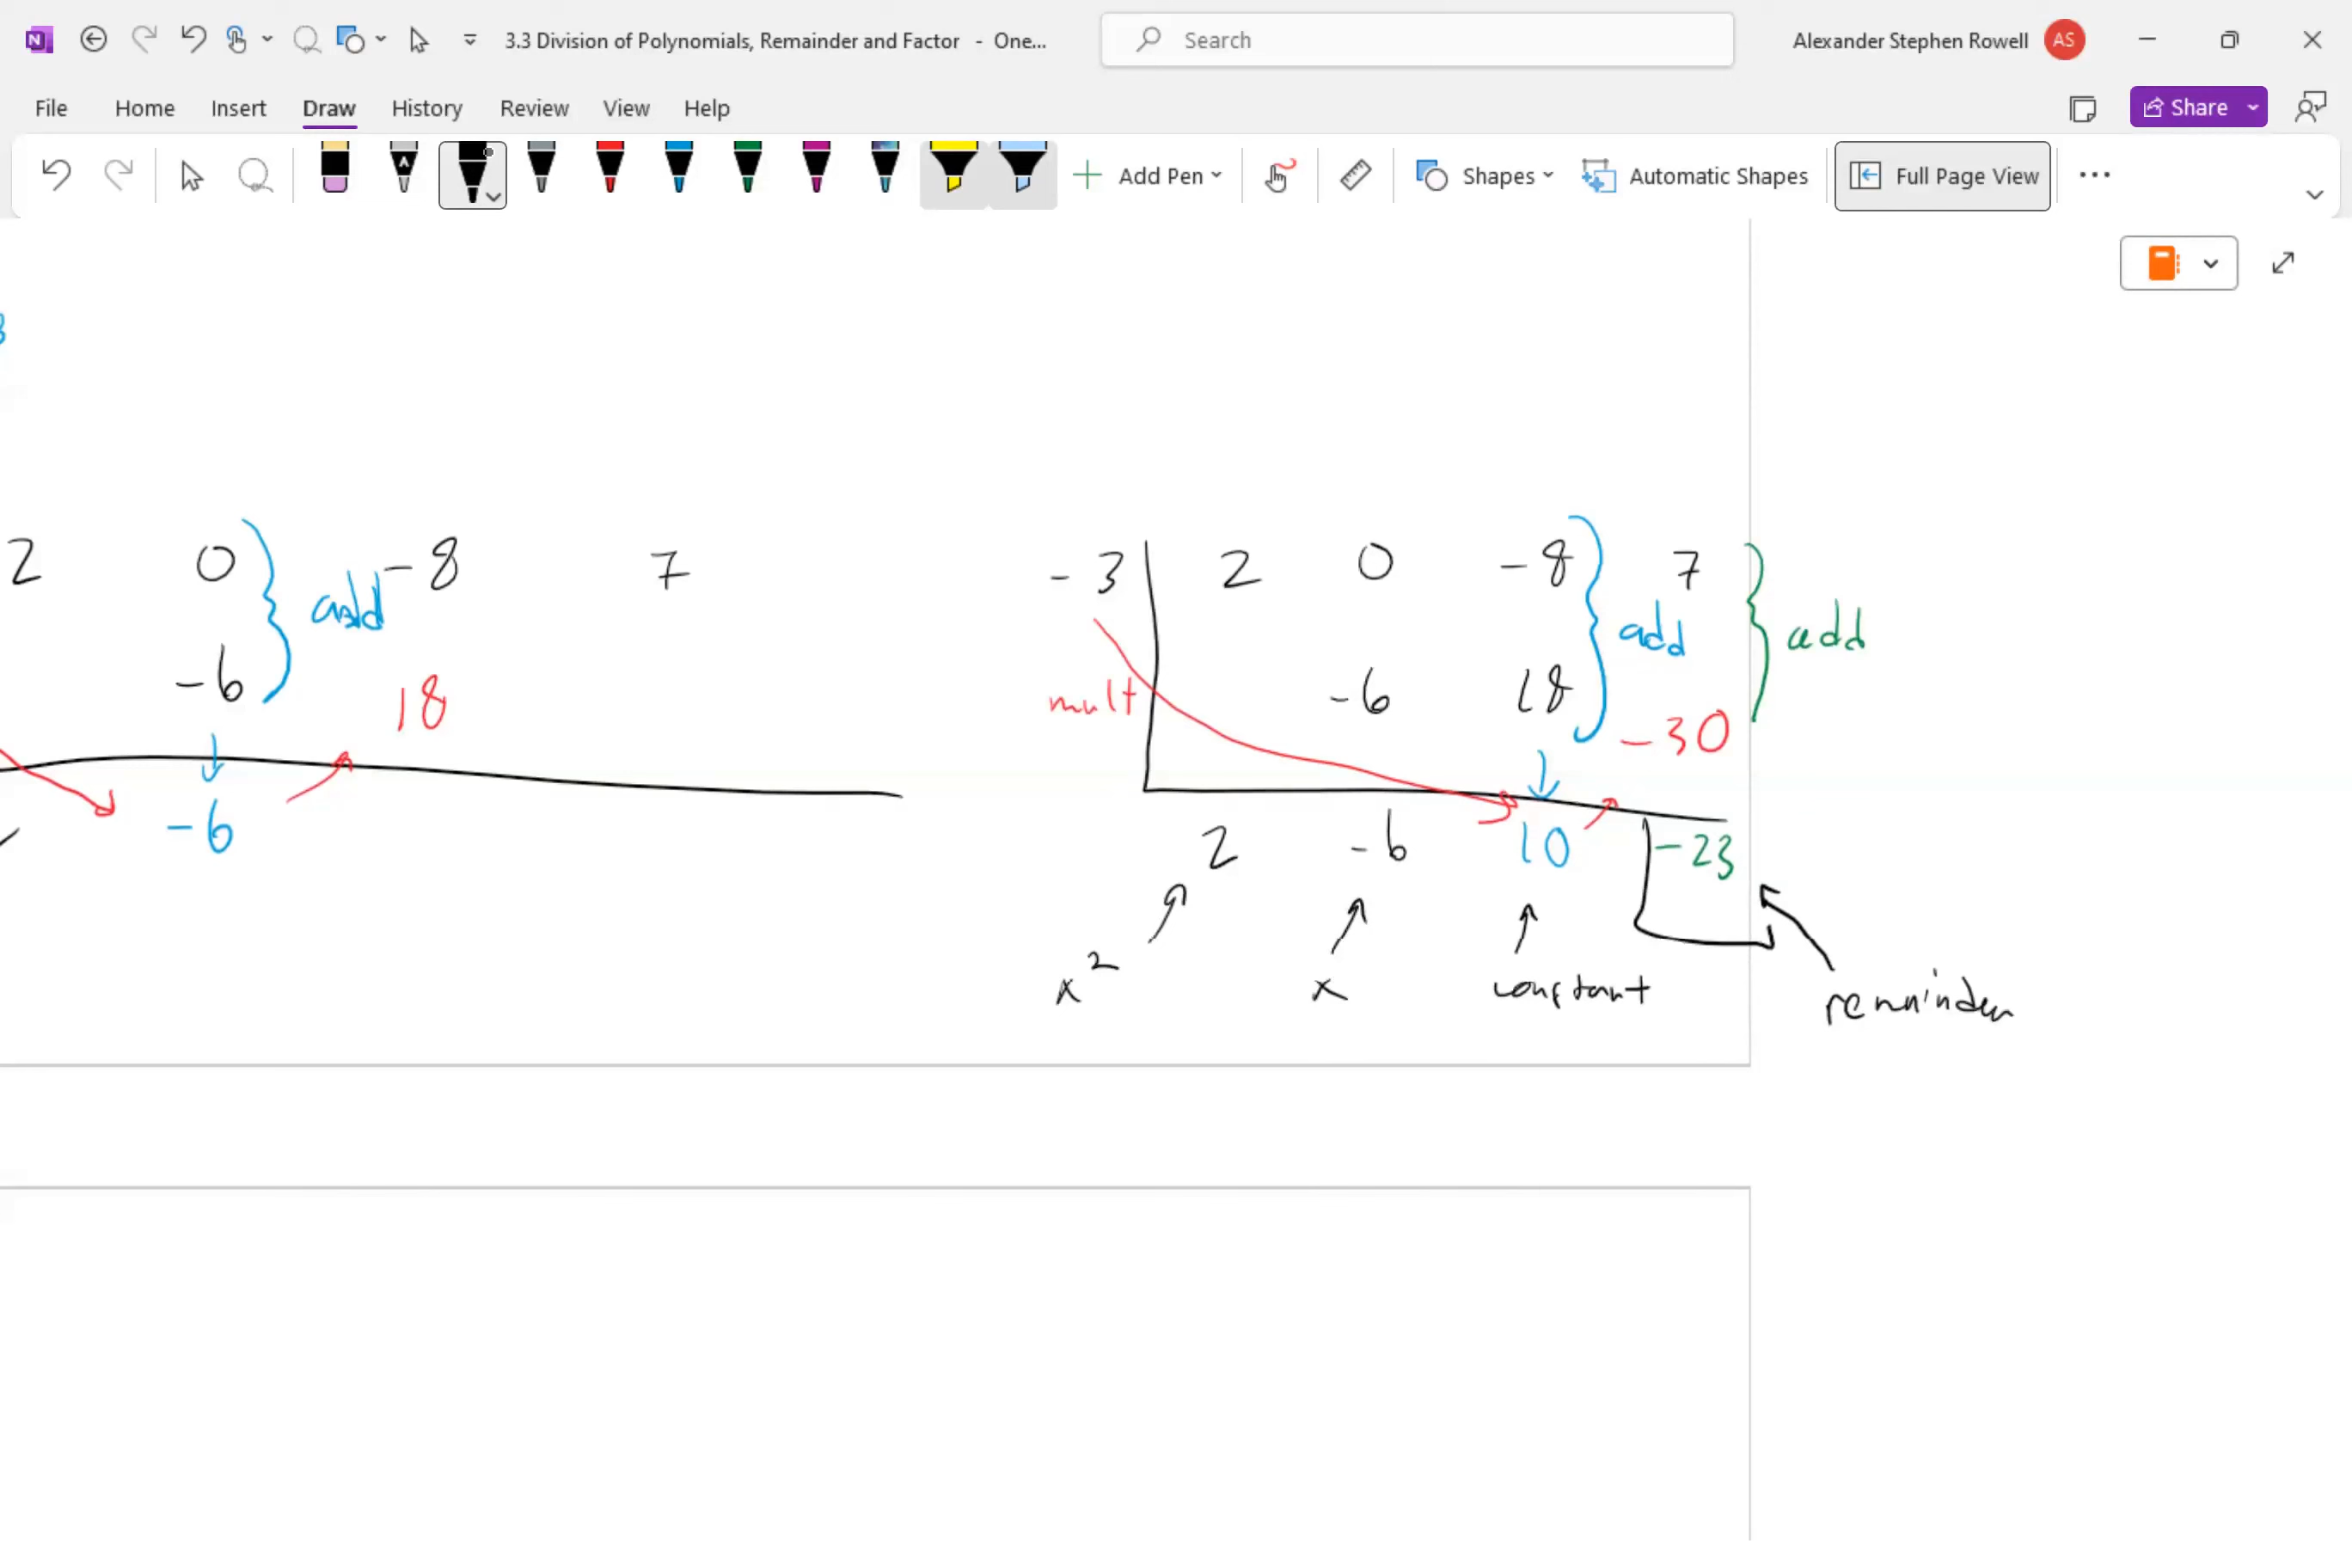 3.3 Division of Polynomials, Remainder and Factor - One...
Search
Alexander Stephen Rowell AS
File Home Insert Draw History Review View Help
Share
Add Pen
Shapes
Automatic Shapes
Full Page View
2 0 -8 7
add
-6 18
-6
-3 2 0 -8 7
add add
mult -6 18 -30
2 -6 10 -23
x² x constant remainder